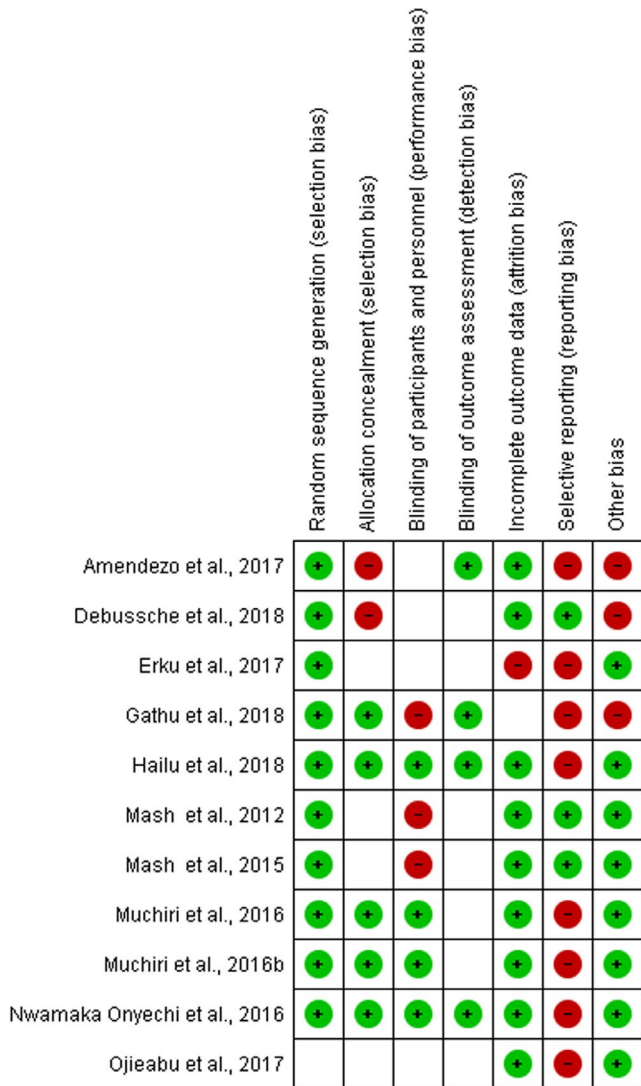 Random sequence generation (selection bias)
Allocation concealment (selection bias)
Blinding of participants and personnel (performance bias)
Blinding of outcome assessment (detection bias)
Incomplete outcome data (attrition bias)
Selective reporting (reporting bias)
Other bias
Amendezo et al., 2017 + - + + - -
Debussche et al., 2018 + - + + -
Erku et al., 2017 + - - +
Gathu et al., 2018 + + - + - -
Hailu et al., 2018 + + + + + - +
Mash et al., 2012 + - + + +
Mash et al., 2015 + - + + +
Muchiri et al., 2016 + + + + - +
Muchiri et al., 2016b + + + + - +
Nwamaka Onyechi et al., 2016 + + + + + - +
Ojieabu et al., 2017 + - +